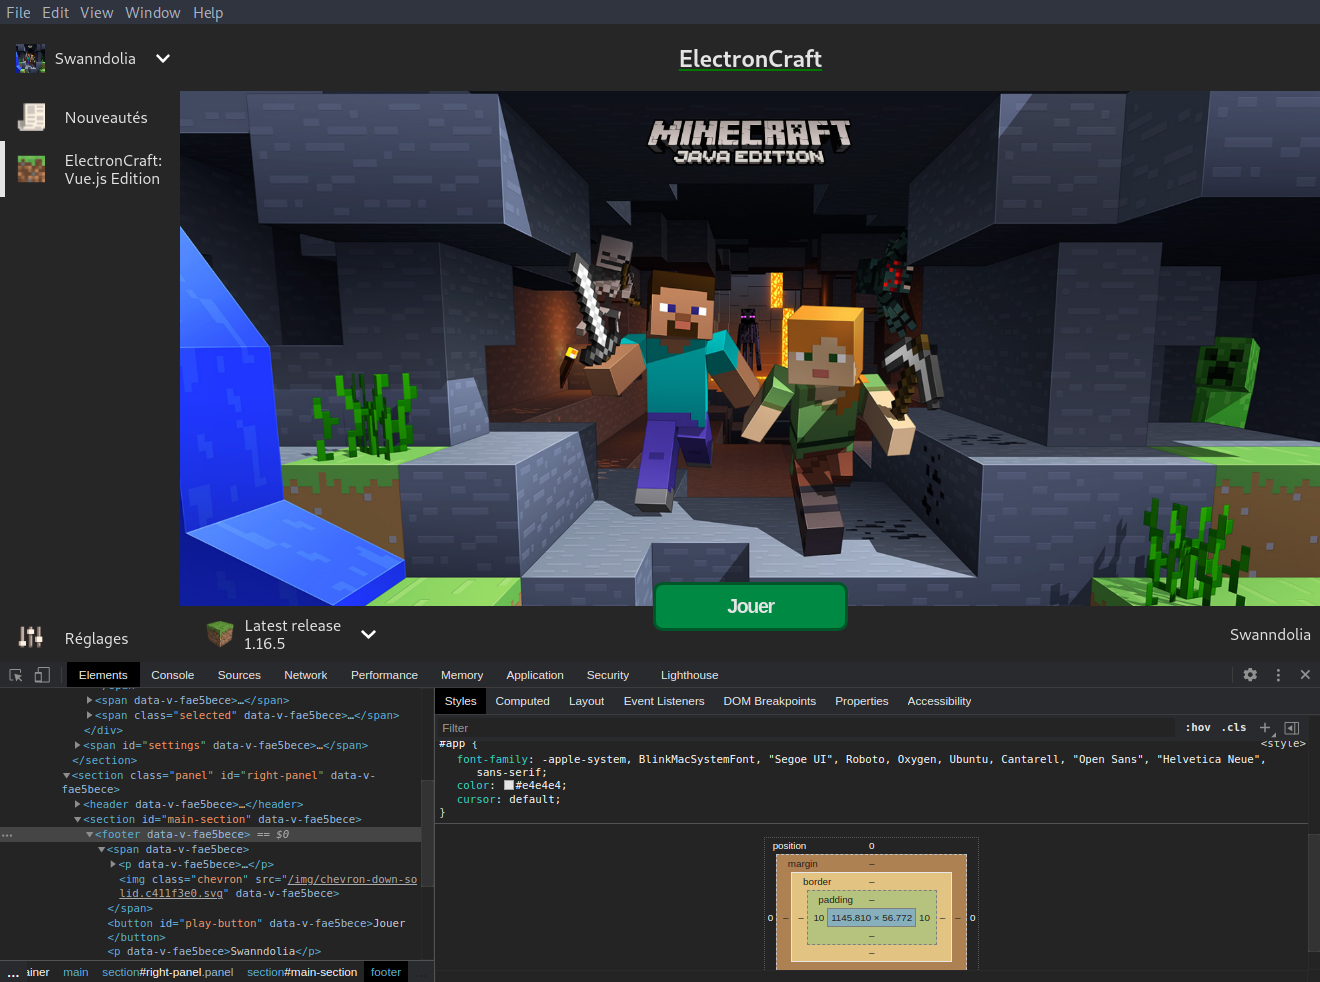 File Edit View Window Help
Swanndolia
ElectronCraft
Nouveautés
ElectronCraft:
Vue.js Edition
MINECRAFT
JAVA EDITION
Jouer
Réglages
Latest release
1.16.5
Swanndolia
Elements Console Sources Network Performance Memory Application Security Lighthouse
<span data-v-fae5bece>…</span>
<span class="selected" data-v-fae5bece>…</span>
</div>
<span id="settings" data-v-fae5bece>…</span>
</section>
<section class="panel" id="right-panel" data-v-
fae5bece>
<header data-v-fae5bece>…</header>
<section id="main-section" data-v-fae5bece>
… <footer data-v-fae5bece> == $0
<span data-v-fae5bece>
<p data-v-fae5bece>…</p>
<img class="chevron" src="/img/chevron-down-so
lid.c411f3e0.svg" data-v-fae5bece>
</span>
<button id="play-button" data-v-fae5bece>Jouer
</button>
<p data-v-fae5bece>Swanndolia</p>
… ainer main section#right-panel.panel section#main-section footer
Styles Computed Layout Event Listeners DOM Breakpoints Properties Accessibility
Filter :hov .cls
#app { <style>
font-family: -apple-system, BlinkMacSystemFont, "Segoe UI", Roboto, Oxygen, Ubuntu, Cantarell, "Open Sans", "Helvetica Neue",
sans-serif;
color: #e4e4e4;
cursor: default;
}
position 0
margin –
border –
padding –
0 – – 10 1145.810 × 56.772 10 – – 0
–
–